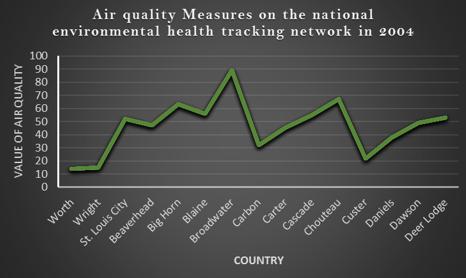 Air quality Measures on the national
environmental health tracking network in 2004
VALUE OF AIR QUALITY
100
90
80
70
60
50
40
30
20
10
0
Worth
Wright
St. Louis City
Beaverhead
Big Horn
Blaine
Broadwater
Carbon
Carter
Cascade
Chouteau
Custer
Daniels
Dawson
Deer Lodge
COUNTRY